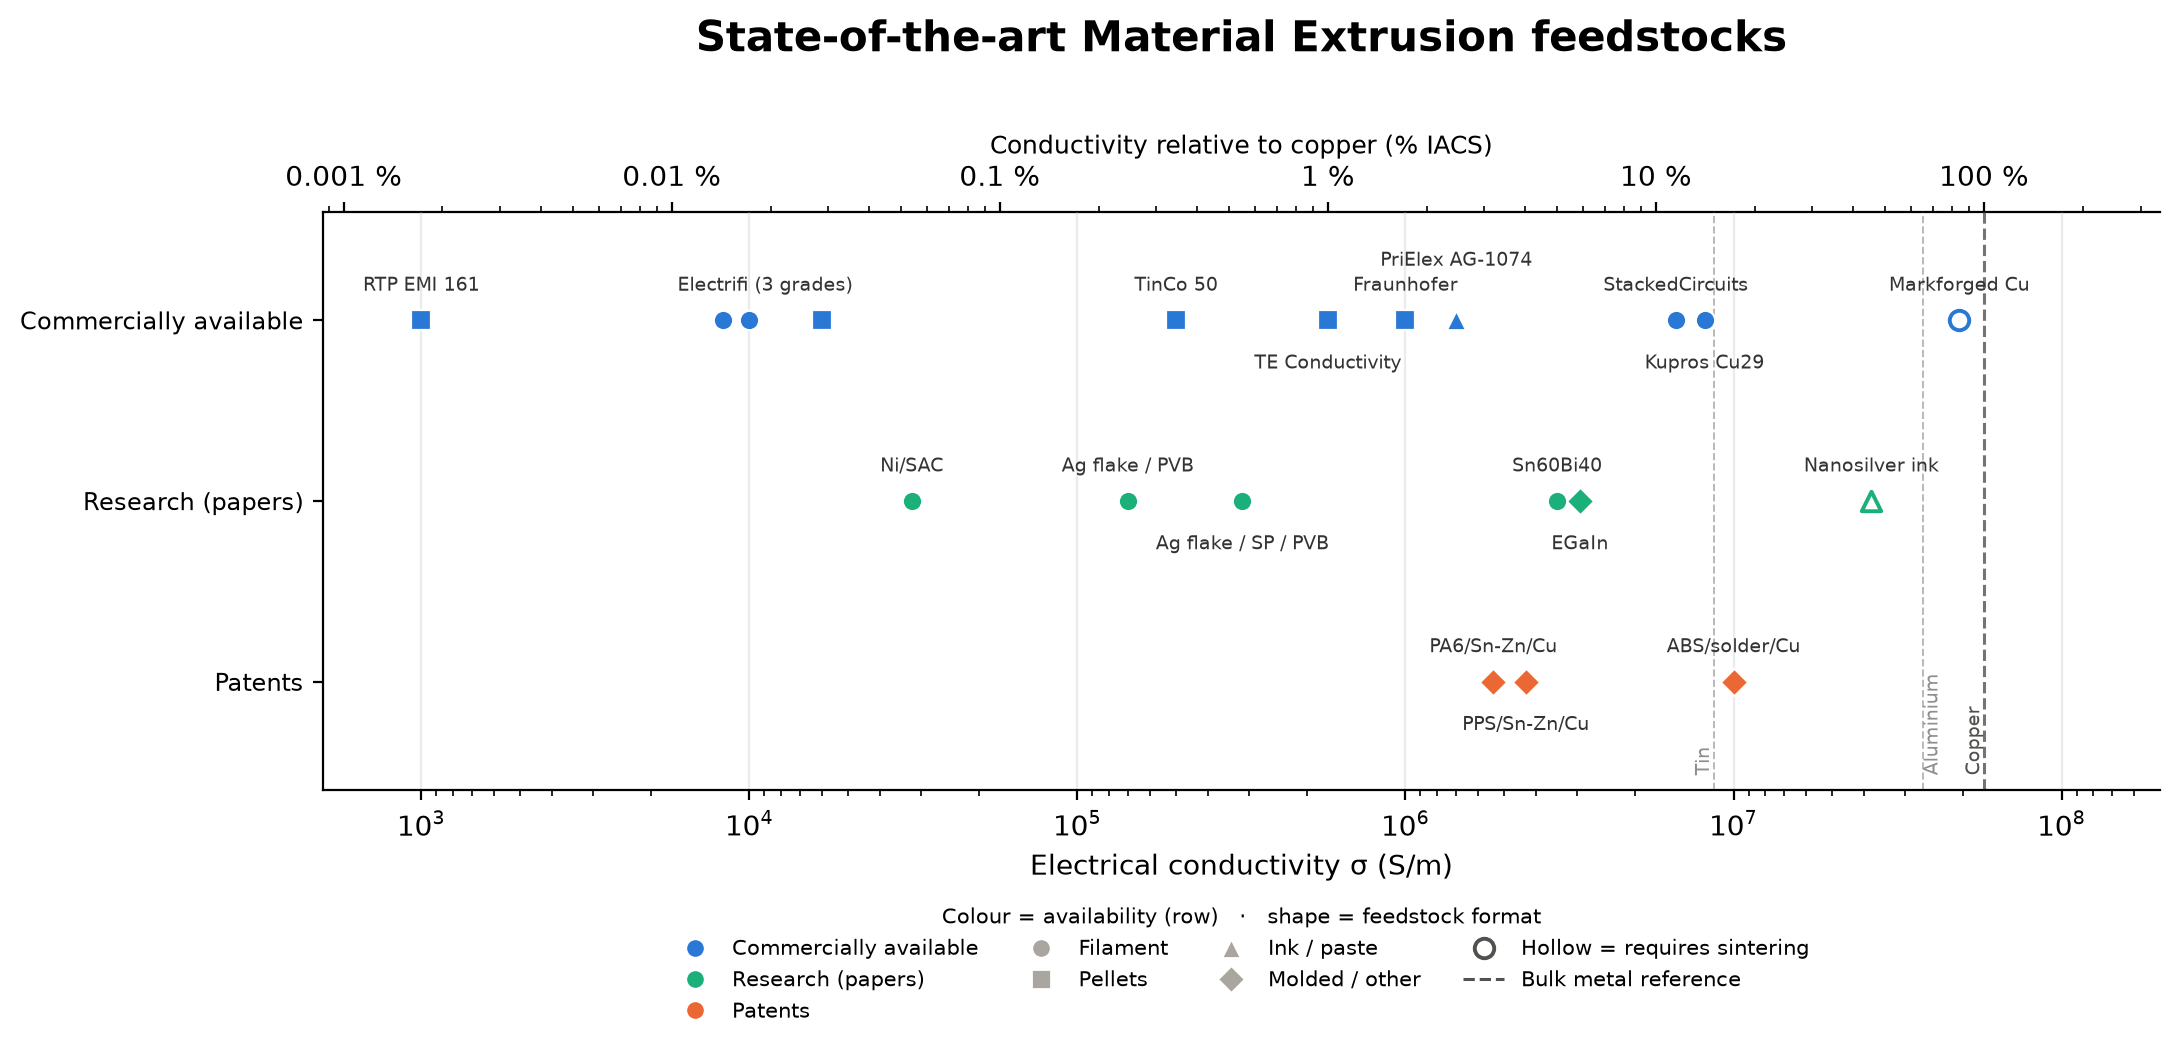 State-of-the-art Material Extrusion feedstocks
Conductivity relative to copper (% IACS)
0.001 % 0.01 % 0.1 % 1 % 10 % 100 %
PriElex AG-1074
RTP EMI 161 Electrifi (3 grades) TinCo 50 Fraunhofer StackedCircuits Markforged Cu
Commercially available
TE Conductivity Kupros Cu29
Ni/SAC Ag flake / PVB Sn60Bi40 Nanosilver ink
Research (papers)
Ag flake / SP / PVB EGaIn
PA6/Sn-Zn/Cu ABS/solder/Cu
Patents
PPS/Sn-Zn/Cu
Tin
Aluminium
Copper
10³ 10⁴ 10⁵ 10⁶ 10⁷ 10⁸
Electrical conductivity σ (S/m)
Colour = availability (row) · shape = feedstock format
Commercially available Filament Ink / paste Hollow = requires sintering
Research (papers) Pellets Molded / other Bulk metal reference
Patents